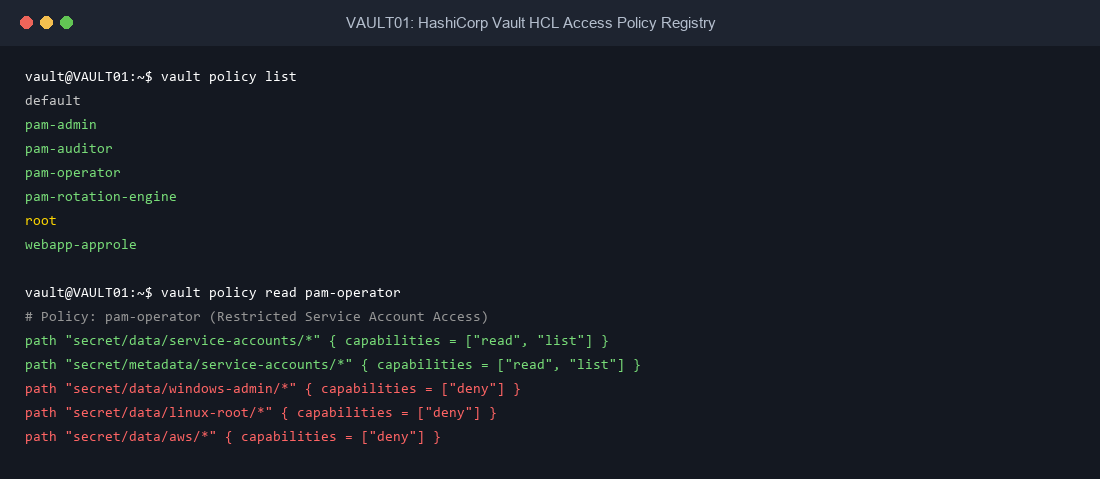 VAULT01: HashiCorp Vault HCL Access Policy Registry
vault@VAULT01:~$ vault policy list
default
pam-admin
pam-auditor
pam-operator
pam-rotation-engine
root
webapp-approle
vault@VAULT01:~$ vault policy read pam-operator
# Policy: pam-operator (Restricted Service Account Access)
path "secret/data/service-accounts/*" { capabilities = ["read", "list"] }
path "secret/metadata/service-accounts/*" { capabilities = ["read", "list"] }
path "secret/data/windows-admin/*" { capabilities = ["deny"] }
path "secret/data/linux-root/*" { capabilities = ["deny"] }
path "secret/data/aws/*" { capabilities = ["deny"] }